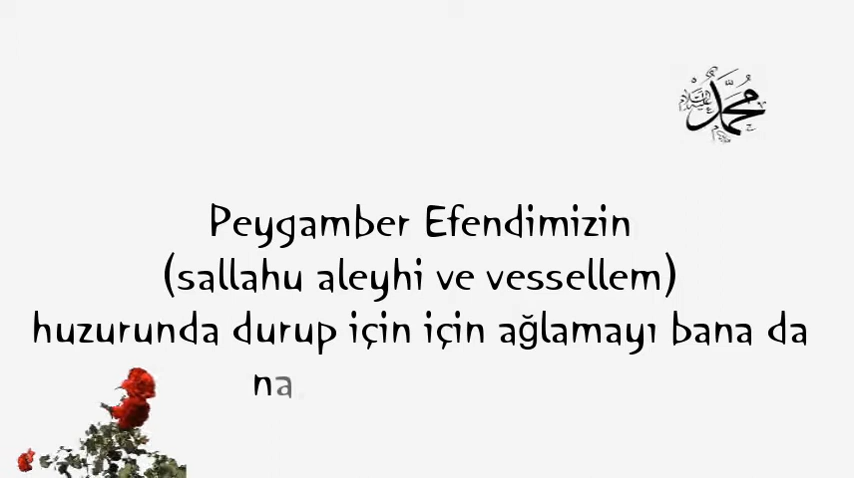 محمد
Peygamber Efendimizin
(sallahu aleyhi ve vessellem)
huzurunda durup için için ağlamayı bana da
na